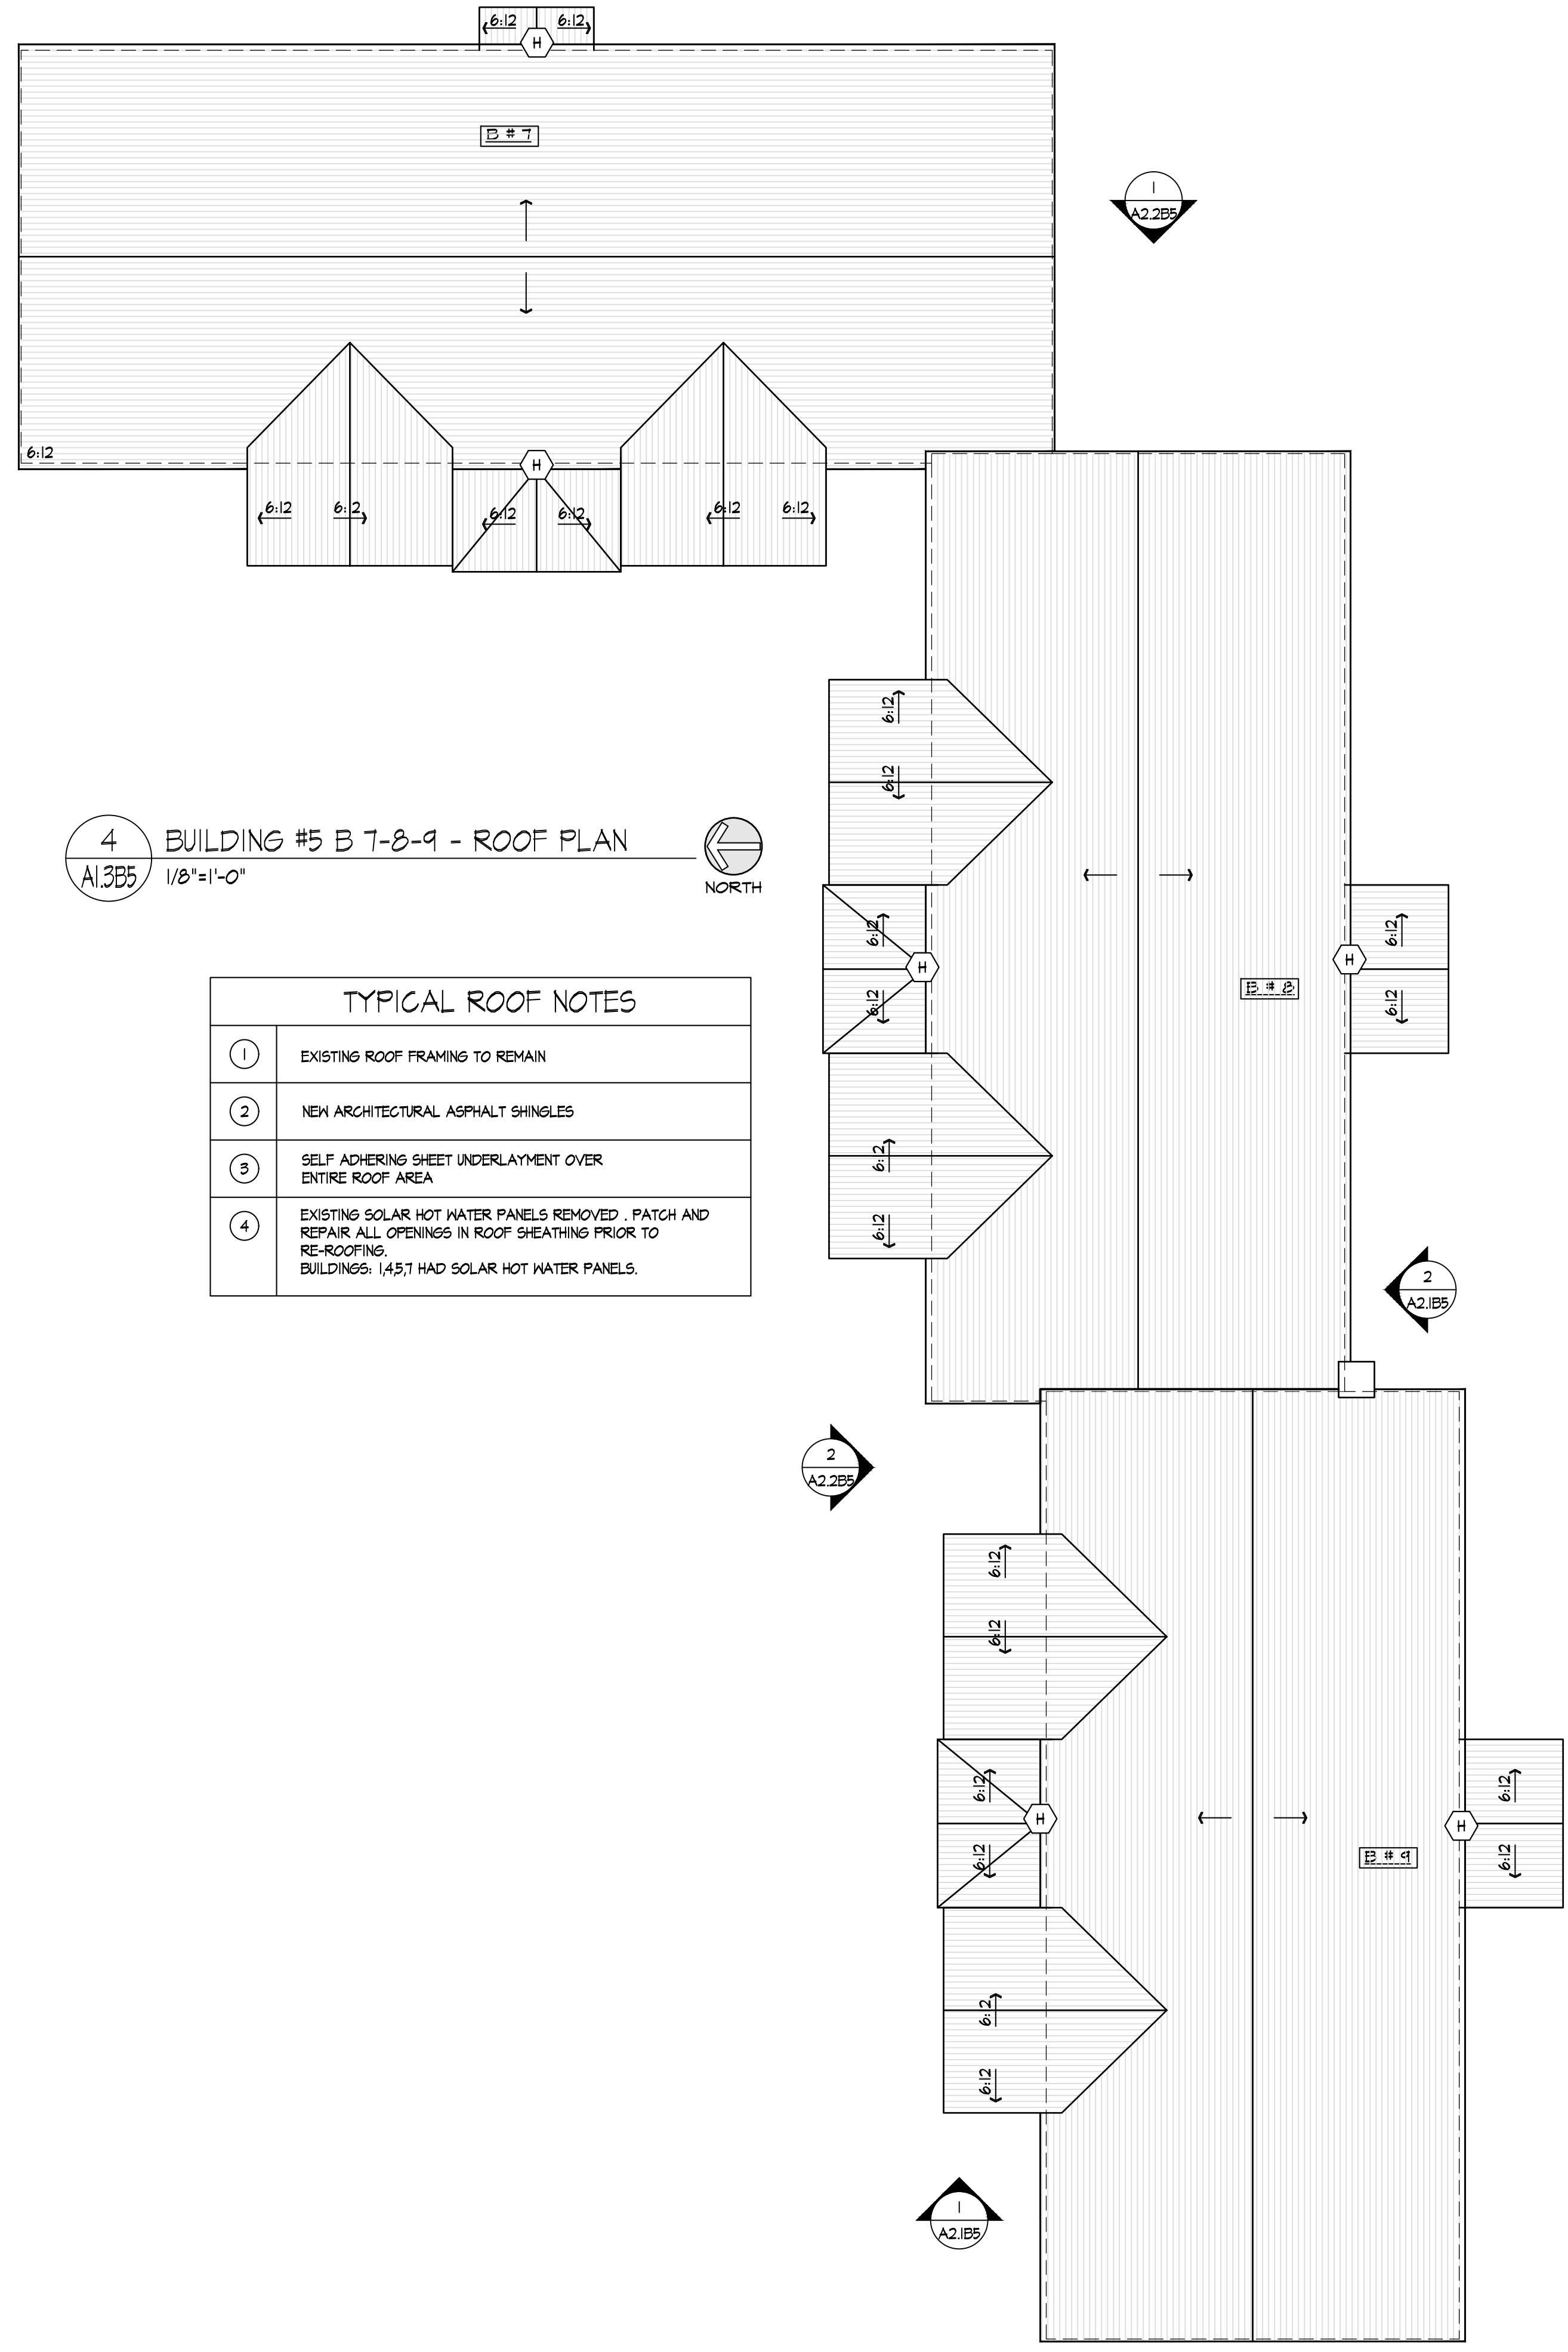 6:12 6:12
H
B # 7
1
A2.2B5
6:12
H
6:12 6:12 6:12 6:12 6:12 6:12
6:12
6:12
4 BUILDING #5 B 7-8-9 - ROOF PLAN
A1.3B5 1/8"=1'-0"
NORTH
6:12
H
6:12
6:12
H
6:12
B # 8
TYPICAL ROOF NOTES
1 EXISTING ROOF FRAMING TO REMAIN
2 NEW ARCHITECTURAL ASPHALT SHINGLES
3 SELF ADHERING SHEET UNDERLAYMENT OVER
ENTIRE ROOF AREA
4 EXISTING SOLAR HOT WATER PANELS REMOVED . PATCH AND
REPAIR ALL OPENINGS IN ROOF SHEATHING PRIOR TO
RE-ROOFING.
BUILDINGS: 1,4,5,7 HAD SOLAR HOT WATER PANELS.
6:12
6:12
2
A2.1B5
2
A2.2B5
6:12
6:12
6:12
H
6:12
6:12
H
6:12
B # 9
6:12
6:12
1
A2.1B5